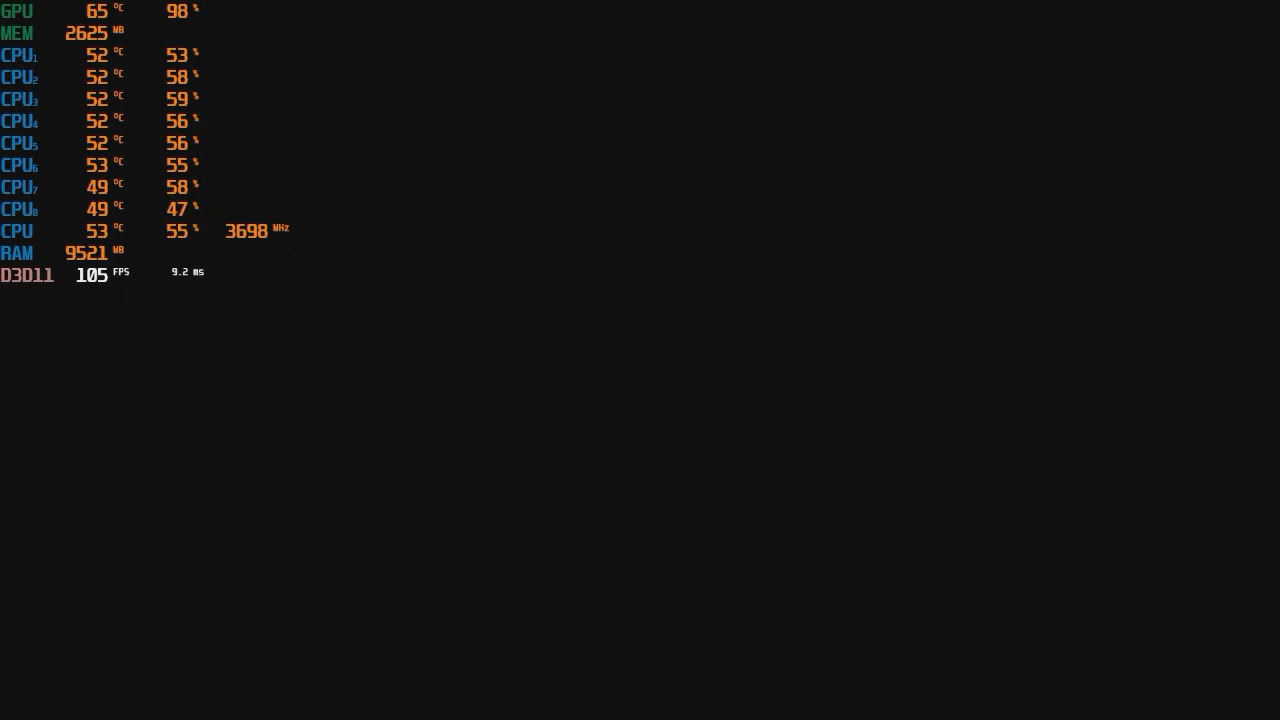 GPU 65 °C 98 %
MEM 2625 MB
CPU1 52 °C 53 %
CPU2 52 °C 58 %
CPU3 52 °C 59 %
CPU4 52 °C 56 %
CPU5 52 °C 56 %
CPU6 53 °C 55 %
CPU7 49 °C 58 %
CPU8 49 °C 47 %
CPU 53 °C 55 % 3698 MHz
RAM 9521 MB
D3D11 105 FPS 9.2 ms